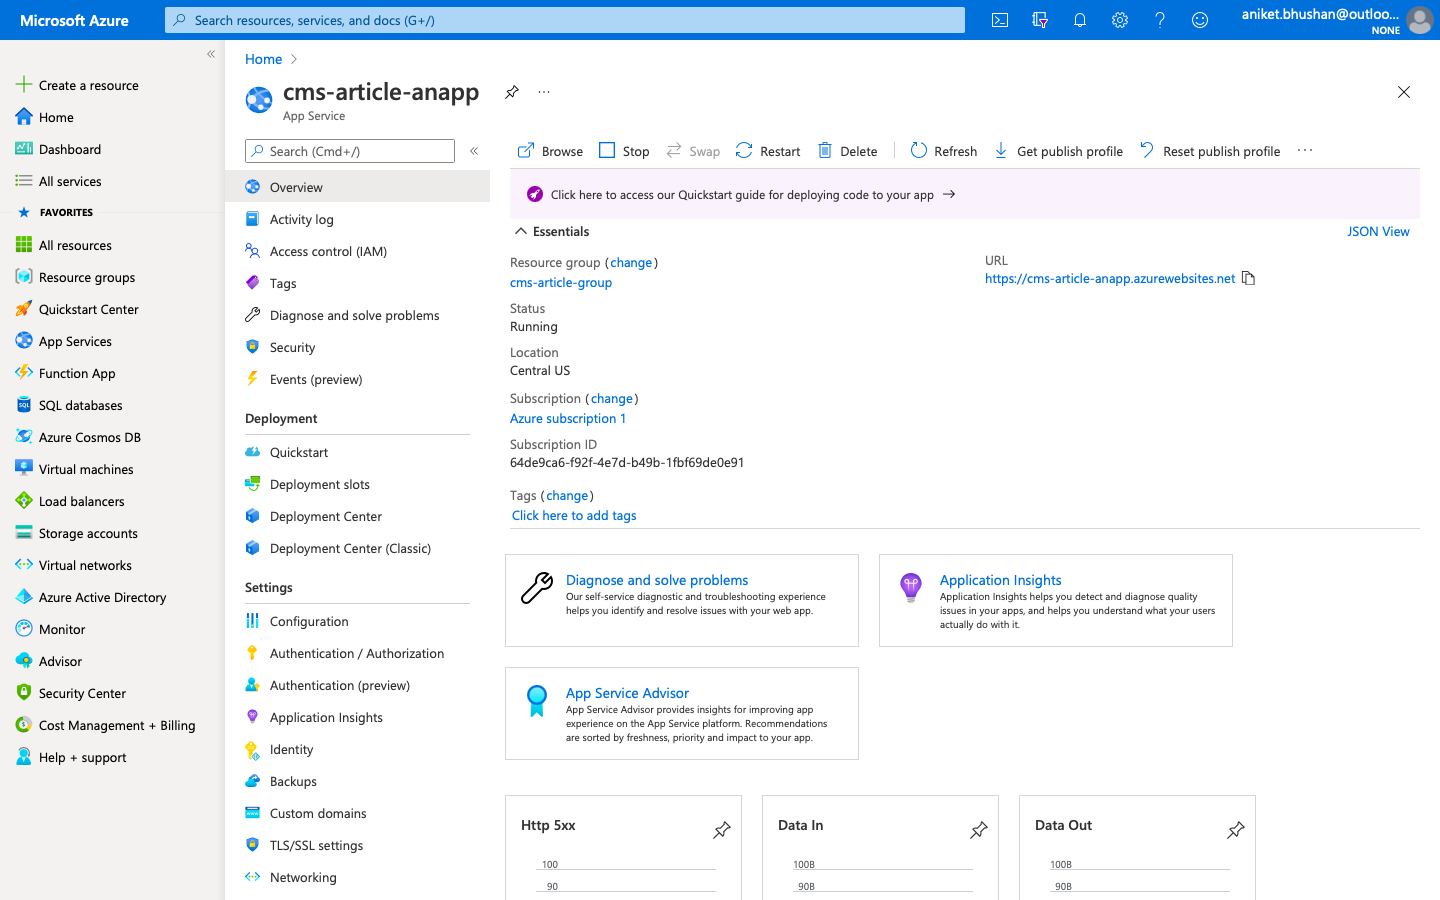 Microsoft Azure
Search resources, services, and docs (G+/)
aniket.bhushan@outloo...
NONE
Create a resource
Home
Dashboard
All services
FAVORITES
All resources
Resource groups
Quickstart Center
App Services
Function App
SQL databases
Azure Cosmos DB
Virtual machines
Load balancers
Storage accounts
Virtual networks
Azure Active Directory
Monitor
Advisor
Security Center
Cost Management + Billing
Help + support
Home
cms-article-anapp
App Service
Search (Cmd+/)
Overview
Activity log
Access control (IAM)
Tags
Diagnose and solve problems
Security
Events (preview)
Deployment
Quickstart
Deployment slots
Deployment Center
Deployment Center (Classic)
Settings
Configuration
Authentication / Authorization
Authentication (preview)
Application Insights
Identity
Backups
Custom domains
TLS/SSL settings
Networking
Browse Stop Swap Restart Delete Refresh Get publish profile Reset publish profile
Click here to access our Quickstart guide for deploying code to your app →
Essentials
JSON View
Resource group (change)
cms-article-group
Status
Running
Location
Central US
Subscription (change)
Azure subscription 1
Subscription ID
64de9ca6-f92f-4e7d-b49b-1fbf69de0e91
Tags (change)
Click here to add tags
URL
https://cms-article-anapp.azurewebsites.net
Diagnose and solve problems
Our self-service diagnostic and troubleshooting experience
helps you identify and resolve issues with your web app.
Application Insights
Application Insights helps you detect and diagnose quality
issues in your apps, and helps you understand what your users
actually do with it.
App Service Advisor
App Service Advisor provides insights for improving app
experience on the App Service platform. Recommendations
are sorted by freshness, priority and impact to your app.
Http 5xx
100
90
Data In
100B
90B
Data Out
100B
90B